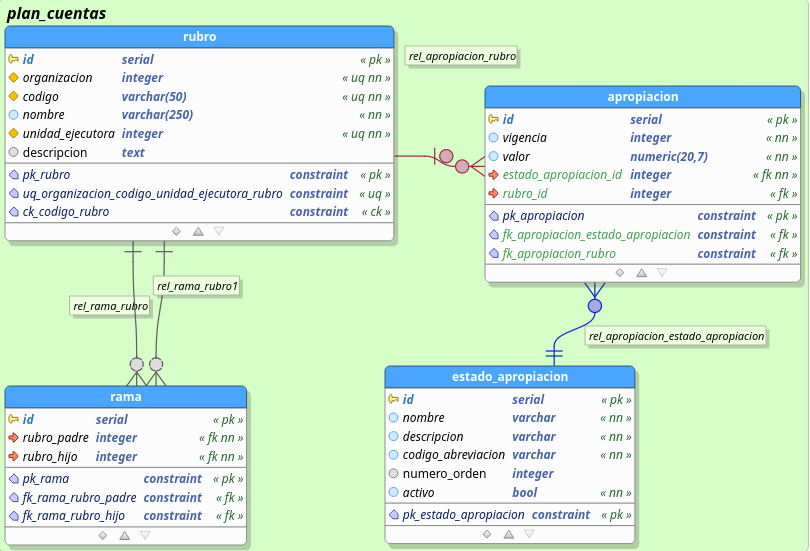 plan_cuentas
rubro
id serial « pk »
organizacion integer « uq nn »
codigo varchar(50) « uq nn »
nombre varchar(250) « nn »
unidad_ejecutora integer « uq nn »
descripcion text
pk_rubro constraint « pk »
uq_organizacion_codigo_unidad_ejecutora_rubro constraint « uq »
ck_codigo_rubro constraint « ck »
rel_apropiacion_rubro
apropiacion
id serial « pk »
vigencia integer « nn »
valor numeric(20,7) « nn »
estado_apropiacion_id integer « fk nn »
rubro_id integer « fk »
pk_apropiacion constraint « pk »
fk_apropiacion_estado_apropiacion constraint « fk »
fk_apropiacion_rubro constraint « fk »
rel_rama_rubro1
rel_rama_rubro
rel_apropiacion_estado_apropiacion
rama
id serial « pk »
rubro_padre integer « fk nn »
rubro_hijo integer « fk nn »
pk_rama constraint « pk »
fk_rama_rubro_padre constraint « fk »
fk_rama_rubro_hijo constraint « fk »
estado_apropiacion
id serial « pk »
nombre varchar « nn »
descripcion varchar « nn »
codigo_abreviacion varchar « nn »
numero_orden integer
activo bool « nn »
pk_estado_apropiacion constraint « pk »